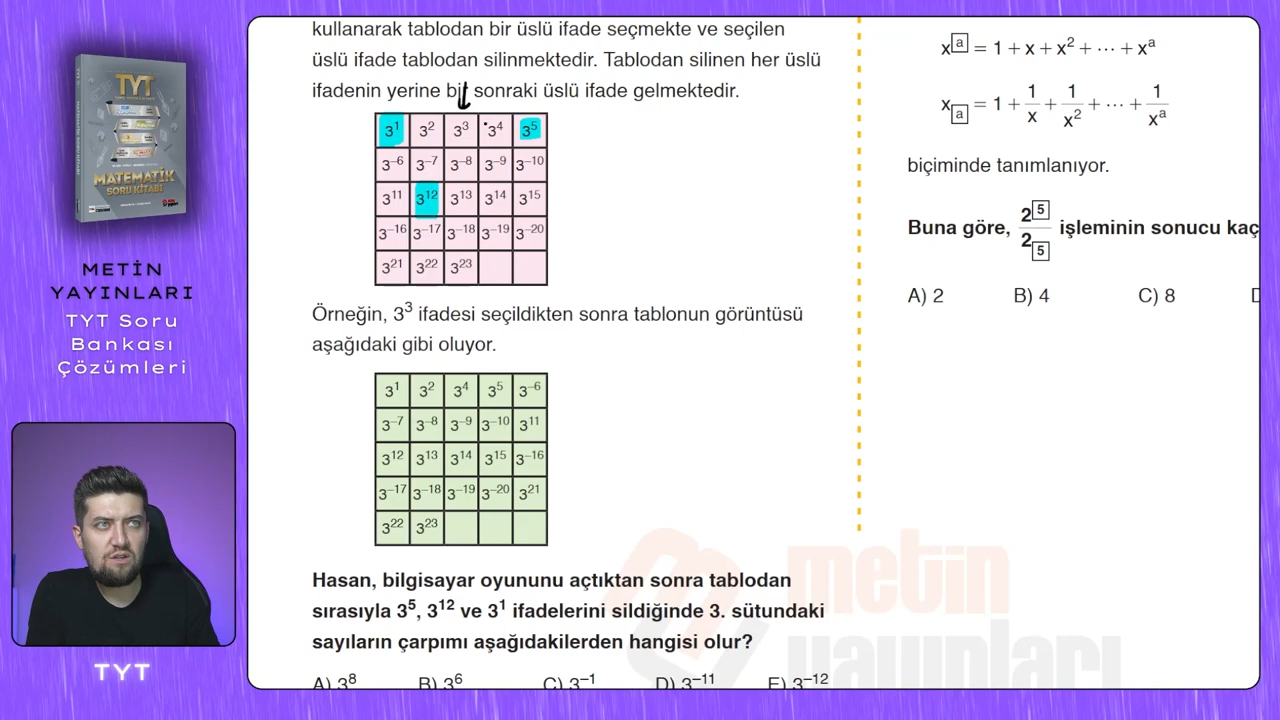 TYT
MATEMATİK
SORU KİTABI
METİN
YAYINLARI
TYT Soru
Bankası
Çözümleri
TYT
kullanarak tablodan bir üslü ifade seçmekte ve seçilen
üslü ifade tablodan silinmektedir. Tablodan silinen her üslü
ifadenin yerine bir sonraki üslü ifade gelmektedir.
3¹ 3² 3³ 3⁴ 3⁵
3⁻⁶ 3⁻⁷ 3⁻⁸ 3⁻⁹ 3⁻¹⁰
3¹¹ 3¹² 3¹³ 3¹⁴ 3¹⁵
3⁻¹⁶ 3⁻¹⁷ 3⁻¹⁸ 3⁻¹⁹ 3⁻²⁰
3²¹ 3²² 3²³
Örneğin, 3³ ifadesi seçildikten sonra tablonun görüntüsü
aşağıdaki gibi oluyor.
3¹ 3² 3⁴ 3⁵ 3⁻⁶
3⁻⁷ 3⁻⁸ 3⁻⁹ 3⁻¹⁰ 3¹¹
3¹² 3¹³ 3¹⁴ 3¹⁵ 3⁻¹⁶
3⁻¹⁷ 3⁻¹⁸ 3⁻¹⁹ 3⁻²⁰ 3²¹
3²² 3²³
Hasan, bilgisayar oyununu açtıktan sonra tablodan
sırasıyla 3⁵, 3¹² ve 3¹ ifadelerini sildiğinde 3. sütundaki
sayıların çarpımı aşağıdakilerden hangisi olur?
A) 3⁸ B) 3⁶ C) 3⁻¹ D) 3⁻¹¹ E) 3⁻¹²
x^[a] = 1 + x + x² + ⋯ + xᵃ
x_[a] = 1 + 1/x + 1/x² + ⋯ + 1/xᵃ
biçiminde tanımlanıyor.
Buna göre, 2^[5] / 2_[5] işleminin sonucu kaç
A) 2 B) 4 C) 8
metin
yayınları